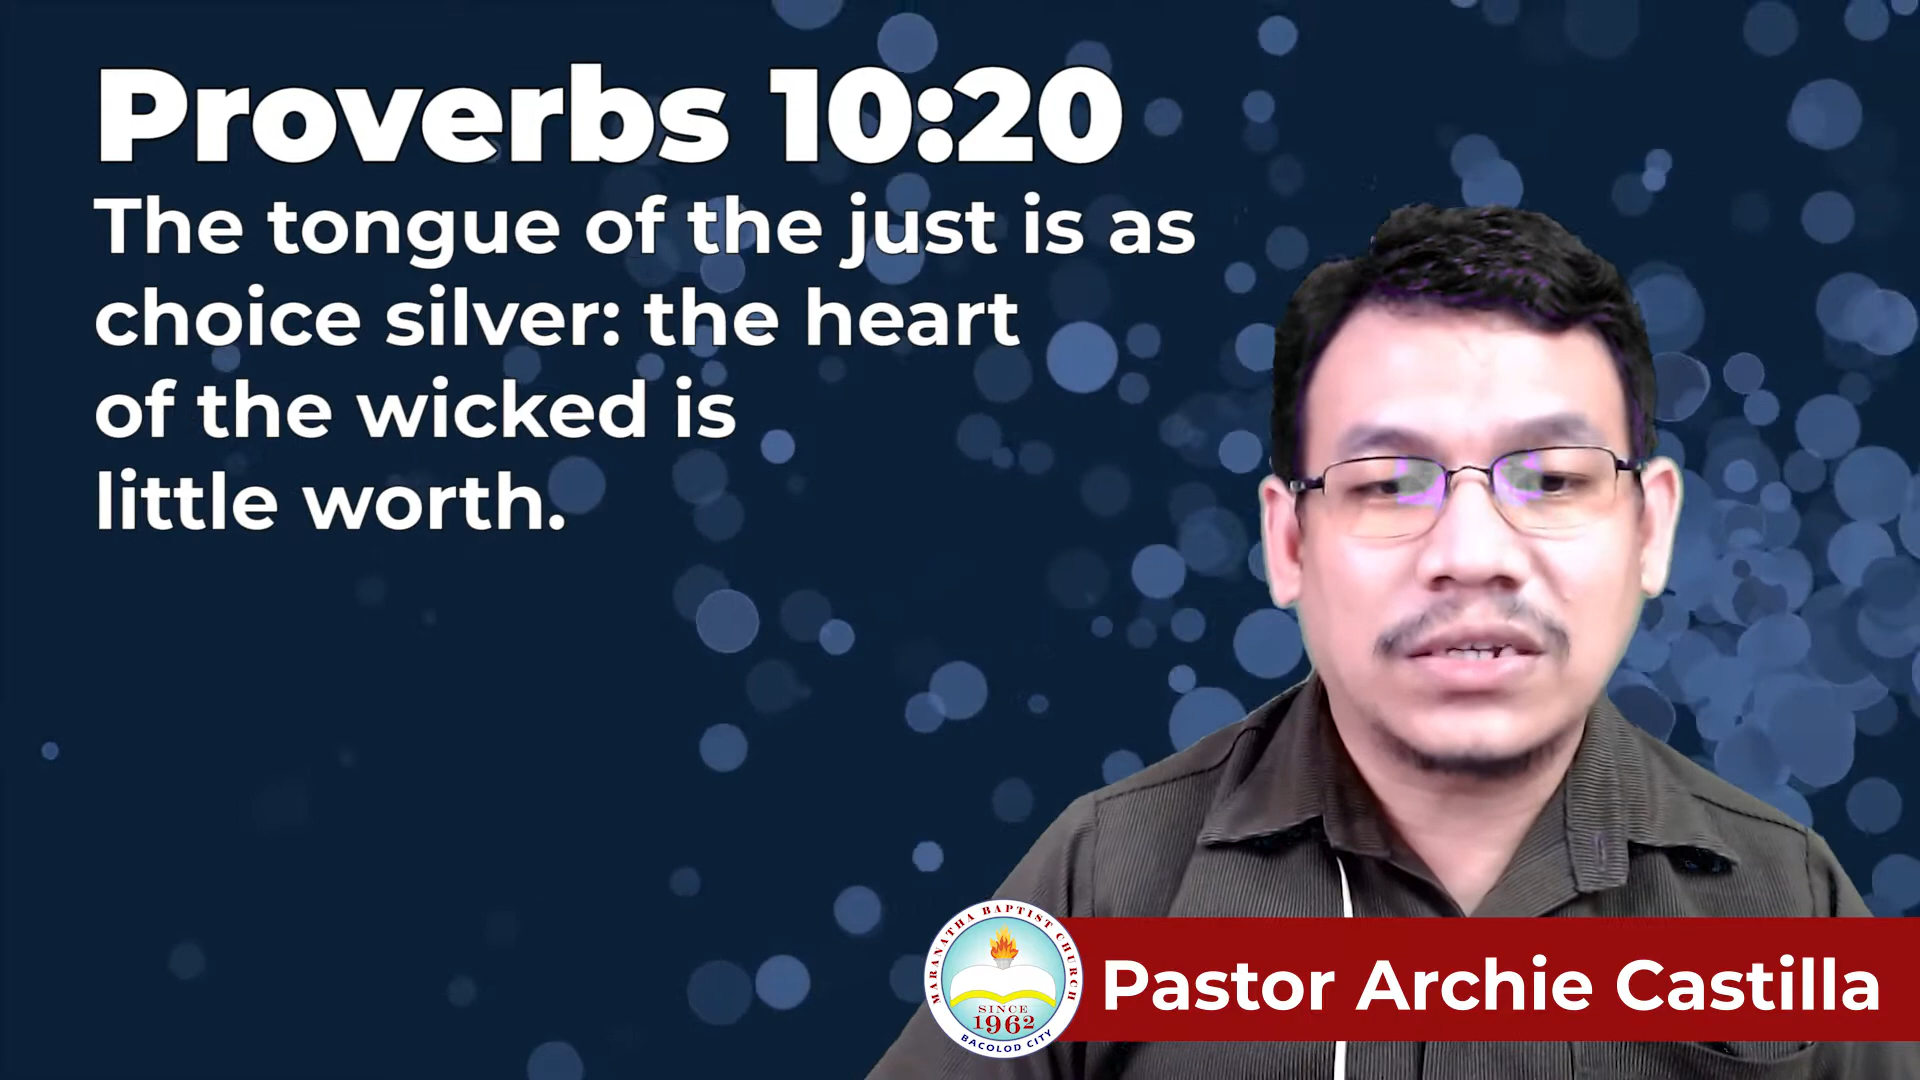 Proverbs 10:20
The tongue of the just is as
choice silver: the heart
of the wicked is
little worth.
MARANATHA BAPTIST CHURCH
SINCE
1962
BACOLOD CITY
Pastor Archie Castilla